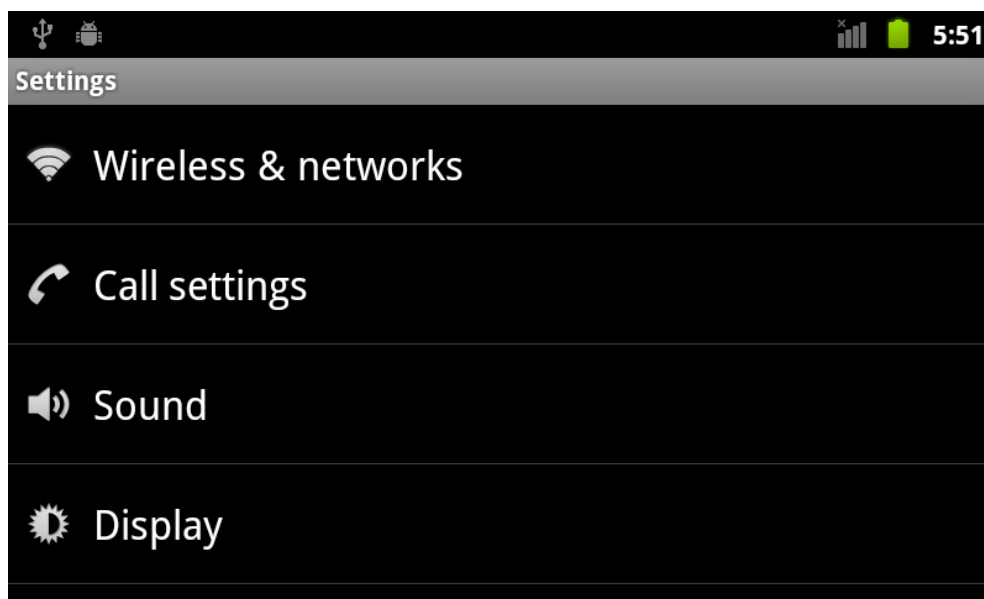 5:51
Settings
Wireless & networks
Call settings
Sound
Display